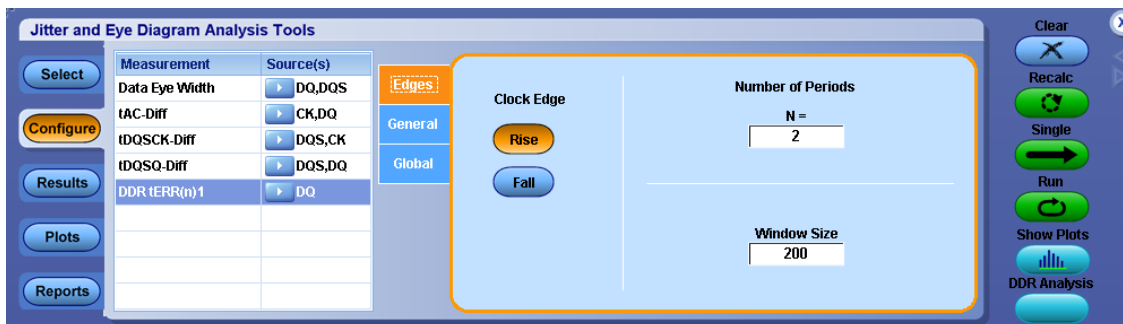 Jitter and Eye Diagram Analysis Tools
Select
Configure
Results
Plots
Reports
Measurement Source(s)
Data Eye Width DQ,DQS
tAC-Diff CK,DQ
tDQSCK-Diff DQS,CK
tDQSQ-Diff DQS,DQ
DDR tERR(n)1 DQ
Edges
General
Global
Clock Edge
Rise
Fall
Number of Periods
N =
2
Window Size
200
Clear
Recalc
Single
Run
Show Plots
DDR Analysis